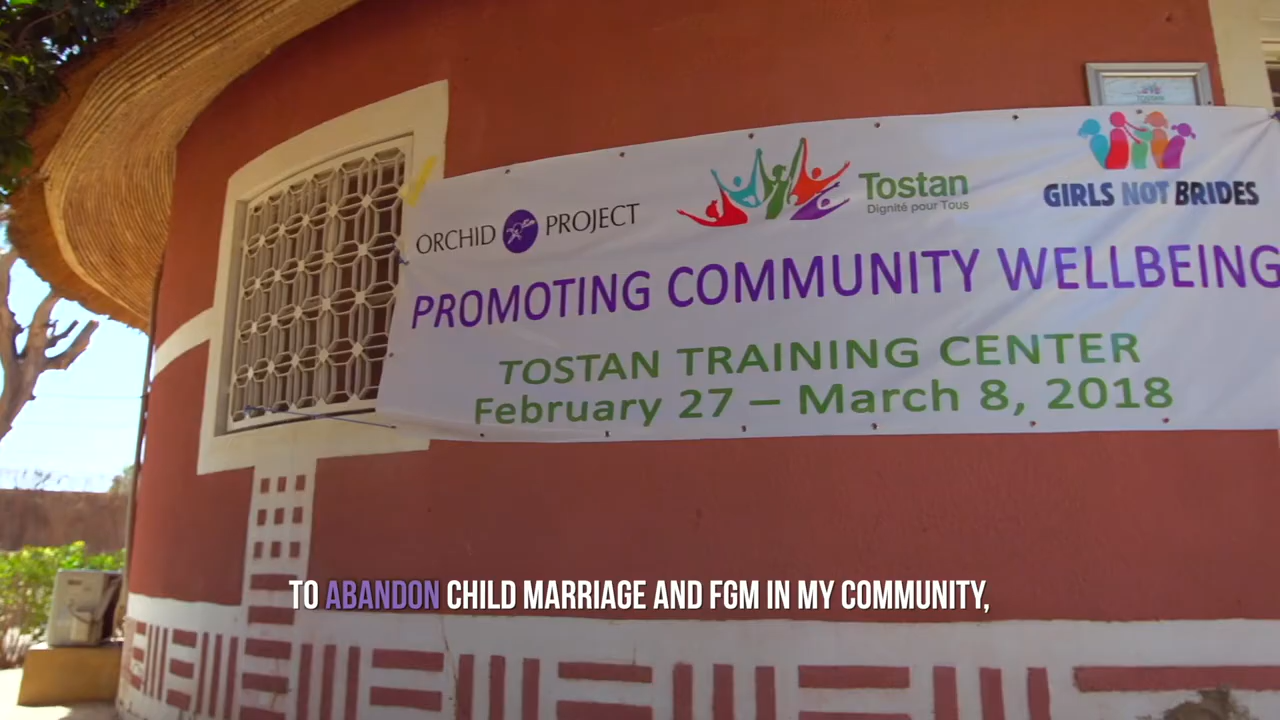 ORCHID PROJECT
Tostan
Dignité pour Tous
GIRLS NOT BRIDES
PROMOTING COMMUNITY WELLBEING
TOSTAN TRAINING CENTER
February 27 – March 8, 2018
TO ABANDON CHILD MARRIAGE AND FGM IN MY COMMUNITY,